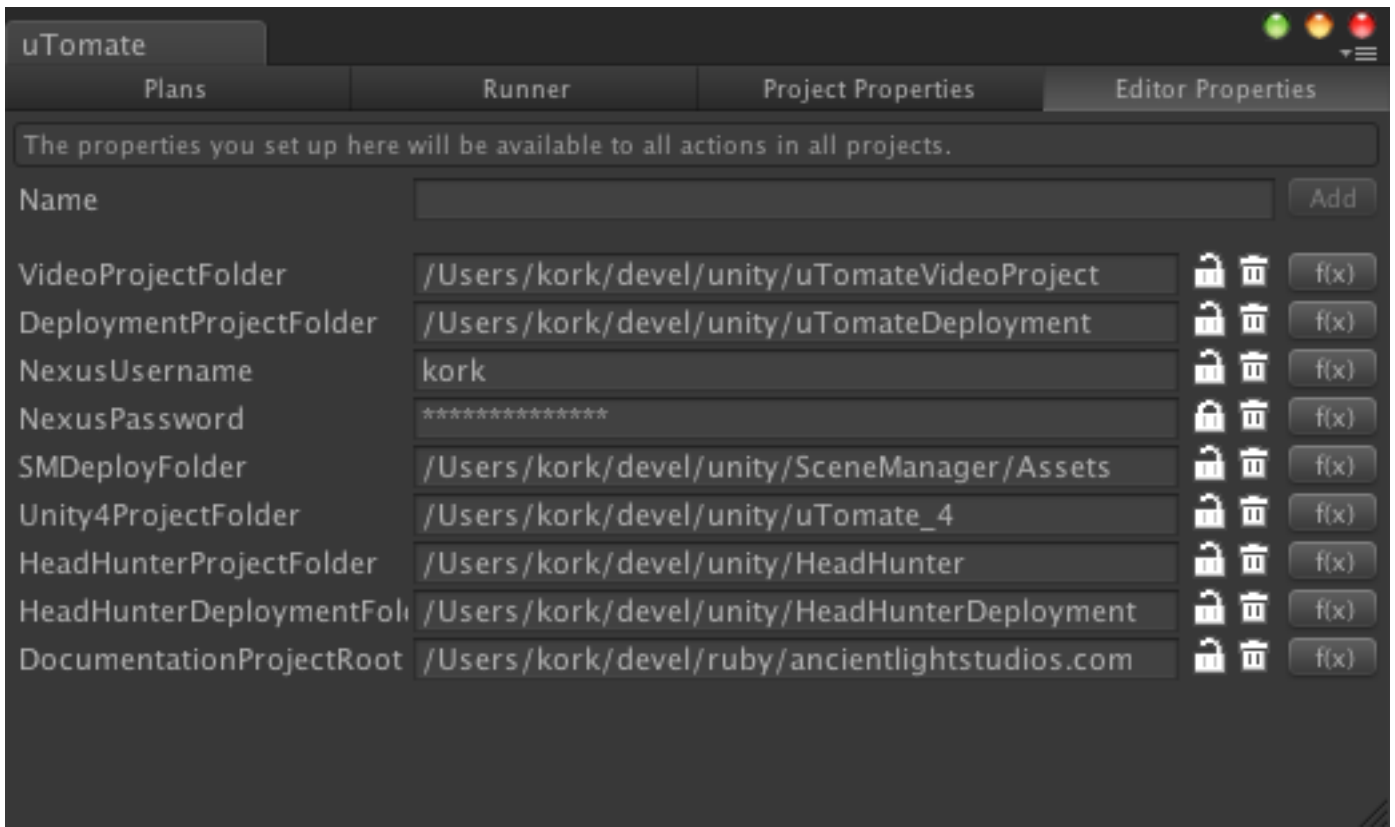 uTomate
Plans Runner Project Properties Editor Properties
The properties you set up here will be available to all actions in all projects.
Name Add
VideoProjectFolder /Users/kork/devel/unity/uTomateVideoProject f(x)
DeploymentProjectFolder /Users/kork/devel/unity/uTomateDeployment f(x)
NexusUsername kork f(x)
NexusPassword ************** f(x)
SMDeployFolder /Users/kork/devel/unity/SceneManager/Assets f(x)
Unity4ProjectFolder /Users/kork/devel/unity/uTomate_4 f(x)
HeadHunterProjectFolder /Users/kork/devel/unity/HeadHunter f(x)
HeadHunterDeploymentFol /Users/kork/devel/unity/HeadHunterDeployment f(x)
DocumentationProjectRoot /Users/kork/devel/ruby/ancientlightstudios.com f(x)